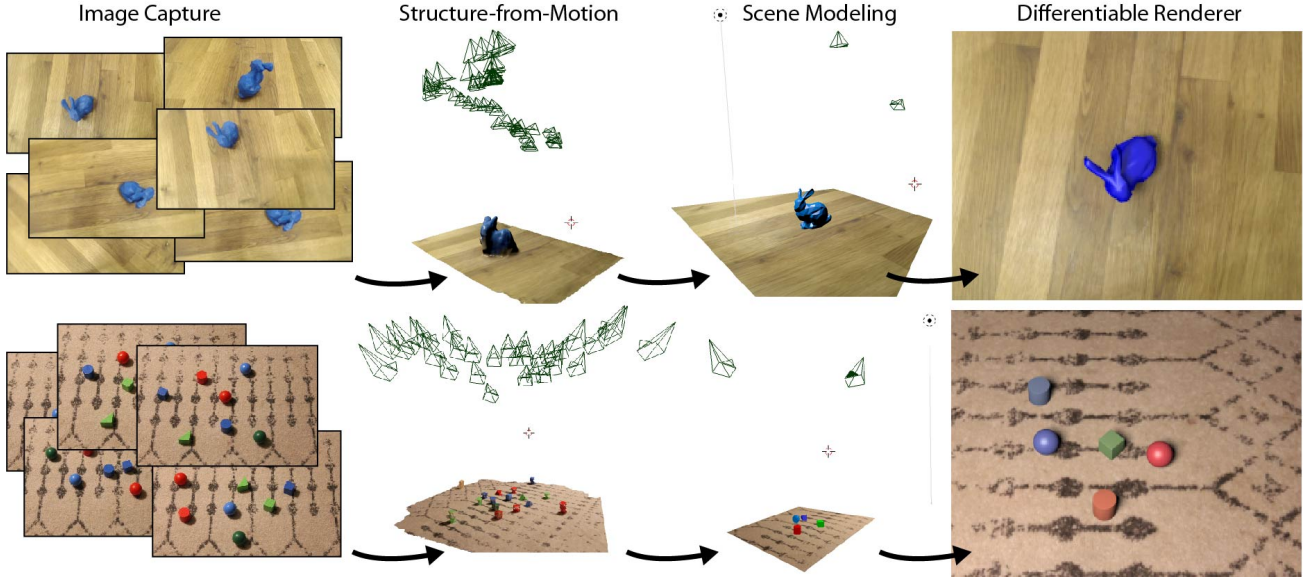 Image Capture
Structure-from-Motion
Scene Modeling
Differentiable Renderer